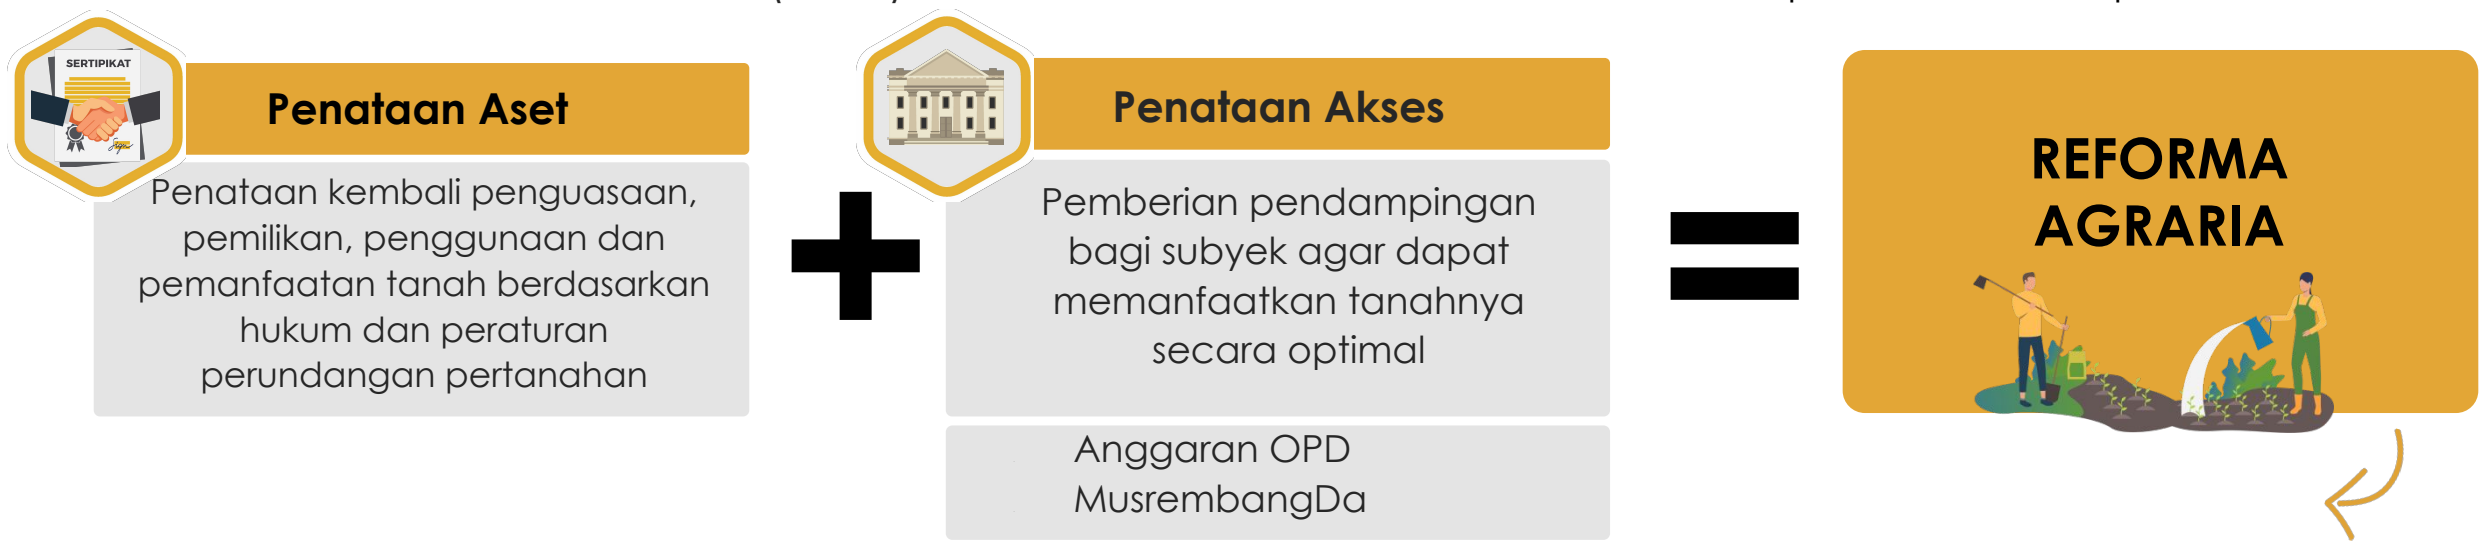 SERTIPIKAT
Penataan Aset
Penataan kembali penguasaan,
pemilikan, penggunaan dan
pemanfaatan tanah berdasarkan
hukum dan peraturan
perundangan pertanahan
Penataan Akses
Pemberian pendampingan
bagi subyek agar dapat
memanfaatkan tanahnya
secara optimal
Anggaran OPD
MusrembangDa
REFORMA
AGRARIA